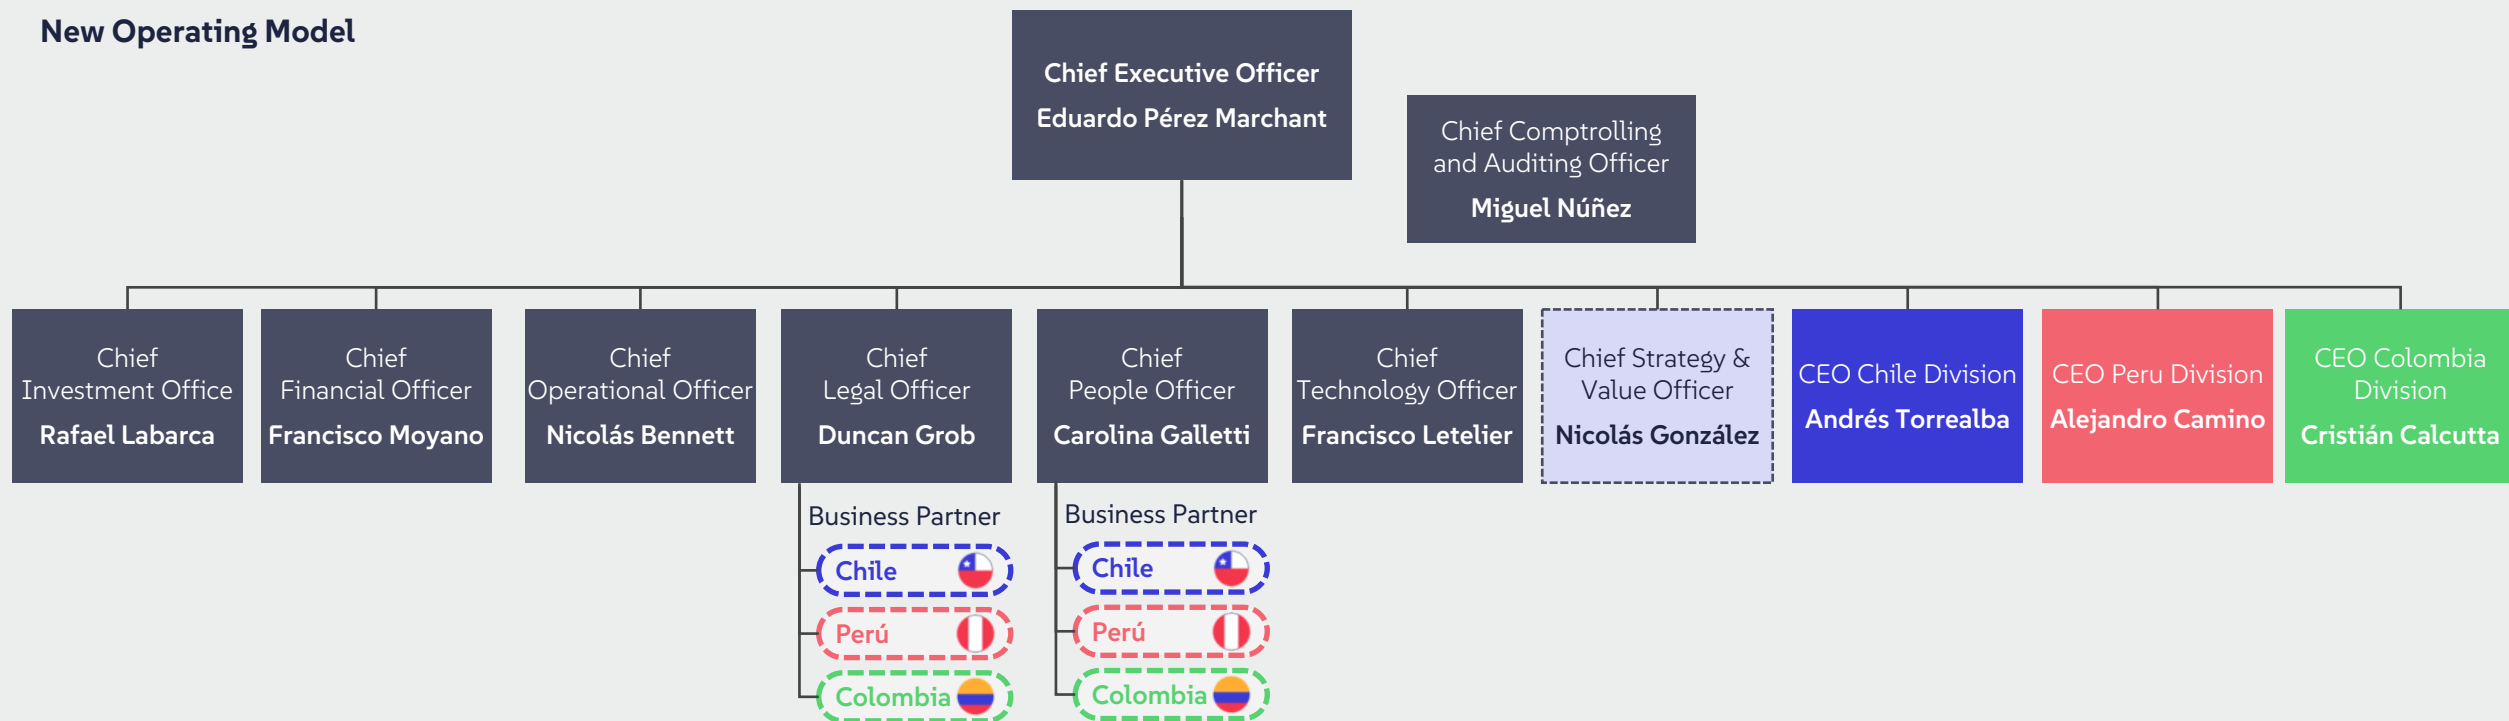 New Operating Model
Chief Executive Officer
Eduardo Pérez Marchant
Chief Comptrolling
and Auditing Officer
Miguel Núñez
Chief
Investment Office
Rafael Labarca
Chief
Financial Officer
Francisco Moyano
Chief
Operational Officer
Nicolás Bennett
Chief
Legal Officer
Duncan Grob
Chief
People Officer
Carolina Galletti
Chief
Technology Officer
Francisco Letelier
Chief Strategy &
Value Officer
Nicolás González
CEO Chile Division
Andrés Torrealba
CEO Peru Division
Alejandro Camino
CEO Colombia
Division
Cristián Calcutta
Business Partner
Chile
Perú
Colombia
Business Partner
Chile
Perú
Colombia